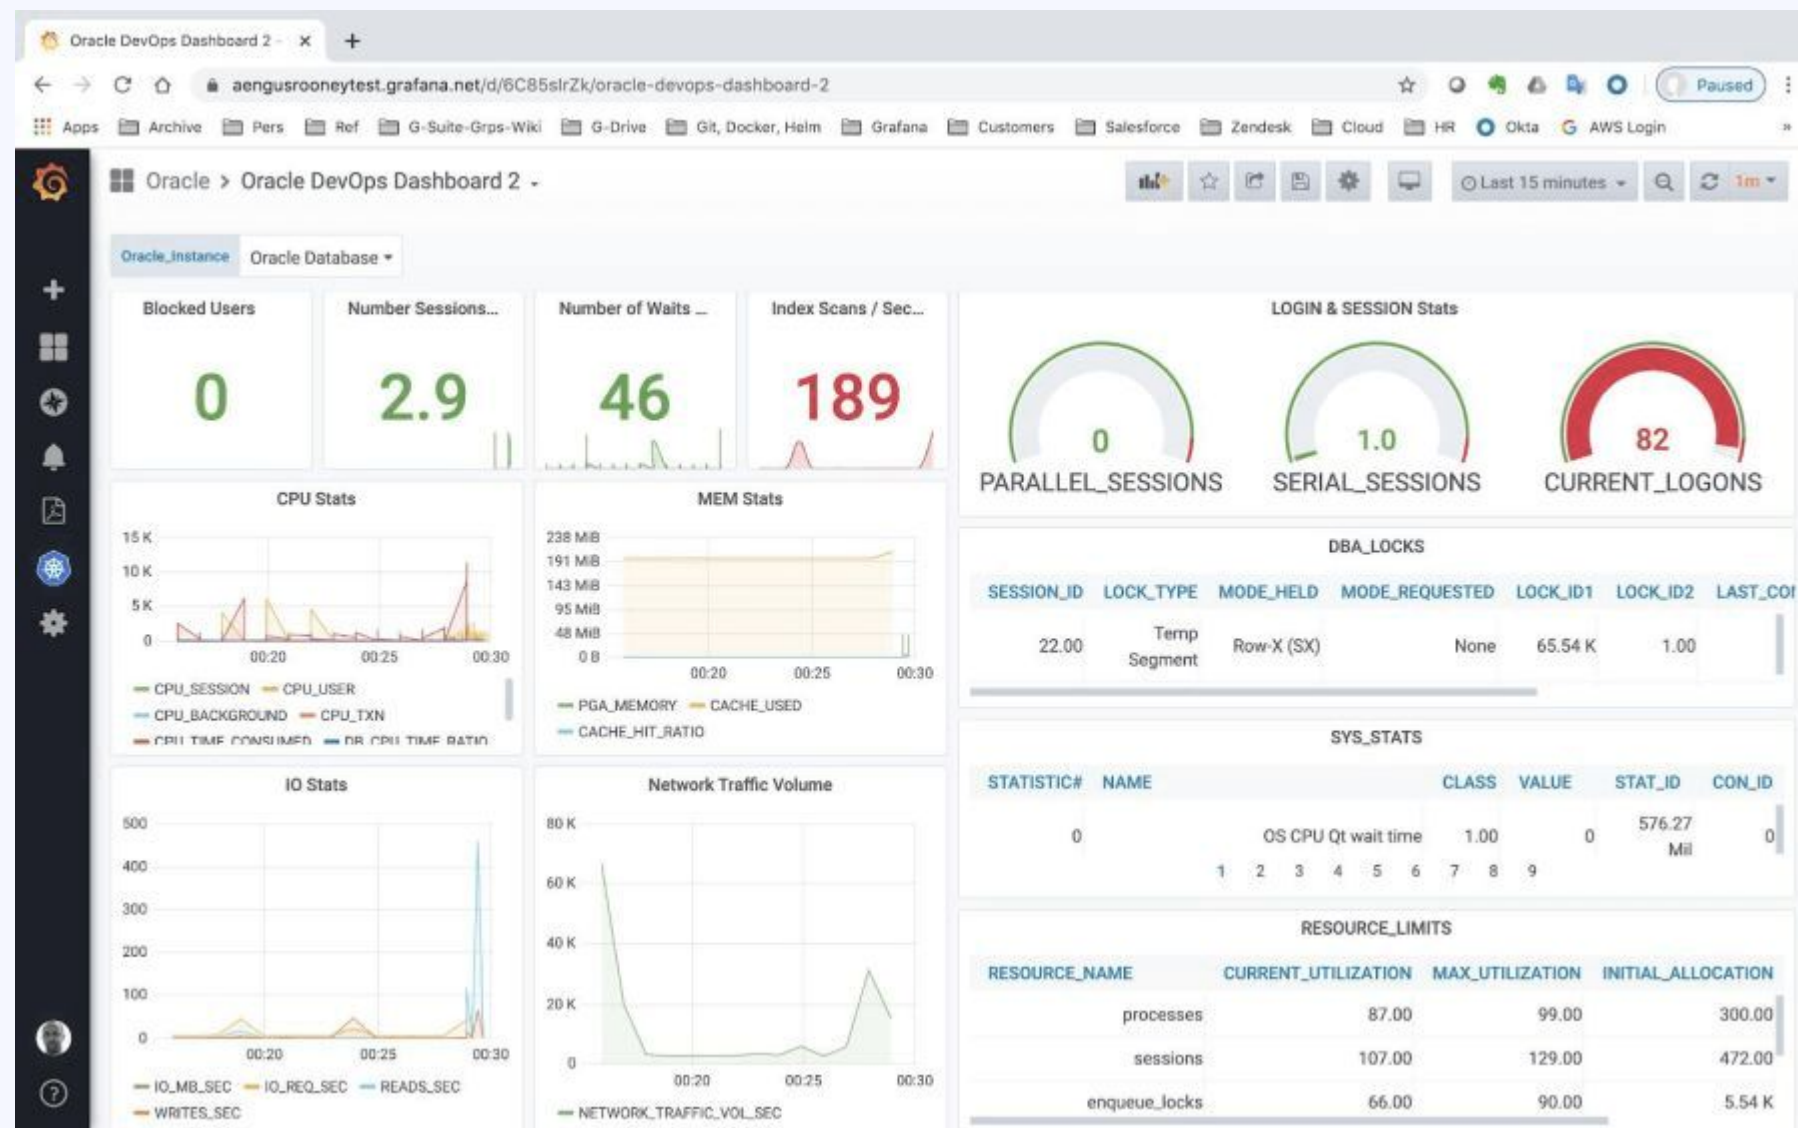 Oracle DevOps Dashboard 2 -
aengusrooneytest.grafana.net/d/6C85slrZk/oracle-devops-dashboard-2
Paused
Apps Archive Pers Ref G-Suite-Grps-Wiki G-Drive Git, Docker, Helm Grafana Customers Salesforce Zendesk Cloud HR Okta AWS Login »
Oracle > Oracle DevOps Dashboard 2
Last 15 minutes 1m
Oracle_Instance Oracle Database
Blocked Users
0
Number Sessions...
2.9
Number of Waits ...
46
Index Scans / Sec...
189
LOGIN & SESSION Stats
0 1.0 82
PARALLEL_SESSIONS SERIAL_SESSIONS CURRENT_LOGONS
CPU Stats
15 K
10 K
5 K
0
00:20 00:25 00:30
CPU_SESSION CPU_USER
CPU_BACKGROUND CPU_TXN
CPU_TIME_CONSUMED DB_CPU_TIME_RATIO
MEM Stats
238 MiB
191 MiB
143 MiB
95 MiB
48 MiB
0 B
00:20 00:25 00:30
PGA_MEMORY CACHE_USED
CACHE_HIT_RATIO
DBA_LOCKS
SESSION_ID LOCK_TYPE MODE_HELD MODE_REQUESTED LOCK_ID1 LOCK_ID2 LAST_CO
22.00 Temp Segment Row-X (SX) None 65.54 K 1.00
SYS_STATS
STATISTIC# NAME CLASS VALUE STAT_ID CON_ID
0 OS CPU Qt wait time 1.00 0 576.27 Mil 0
1 2 3 4 5 6 7 8 9
IO Stats
500
400
300
200
100
0
00:20 00:25 00:30
IO_MB_SEC IO_REQ_SEC READS_SEC
WRITES_SEC
Network Traffic Volume
80 K
60 K
40 K
20 K
0
00:20 00:25 00:30
NETWORK_TRAFFIC_VOL_SEC
RESOURCE_LIMITS
RESOURCE_NAME CURRENT_UTILIZATION MAX_UTILIZATION INITIAL_ALLOCATION
processes 87.00 99.00 300.00
sessions 107.00 129.00 472.00
enqueue_locks 66.00 90.00 5.54 K